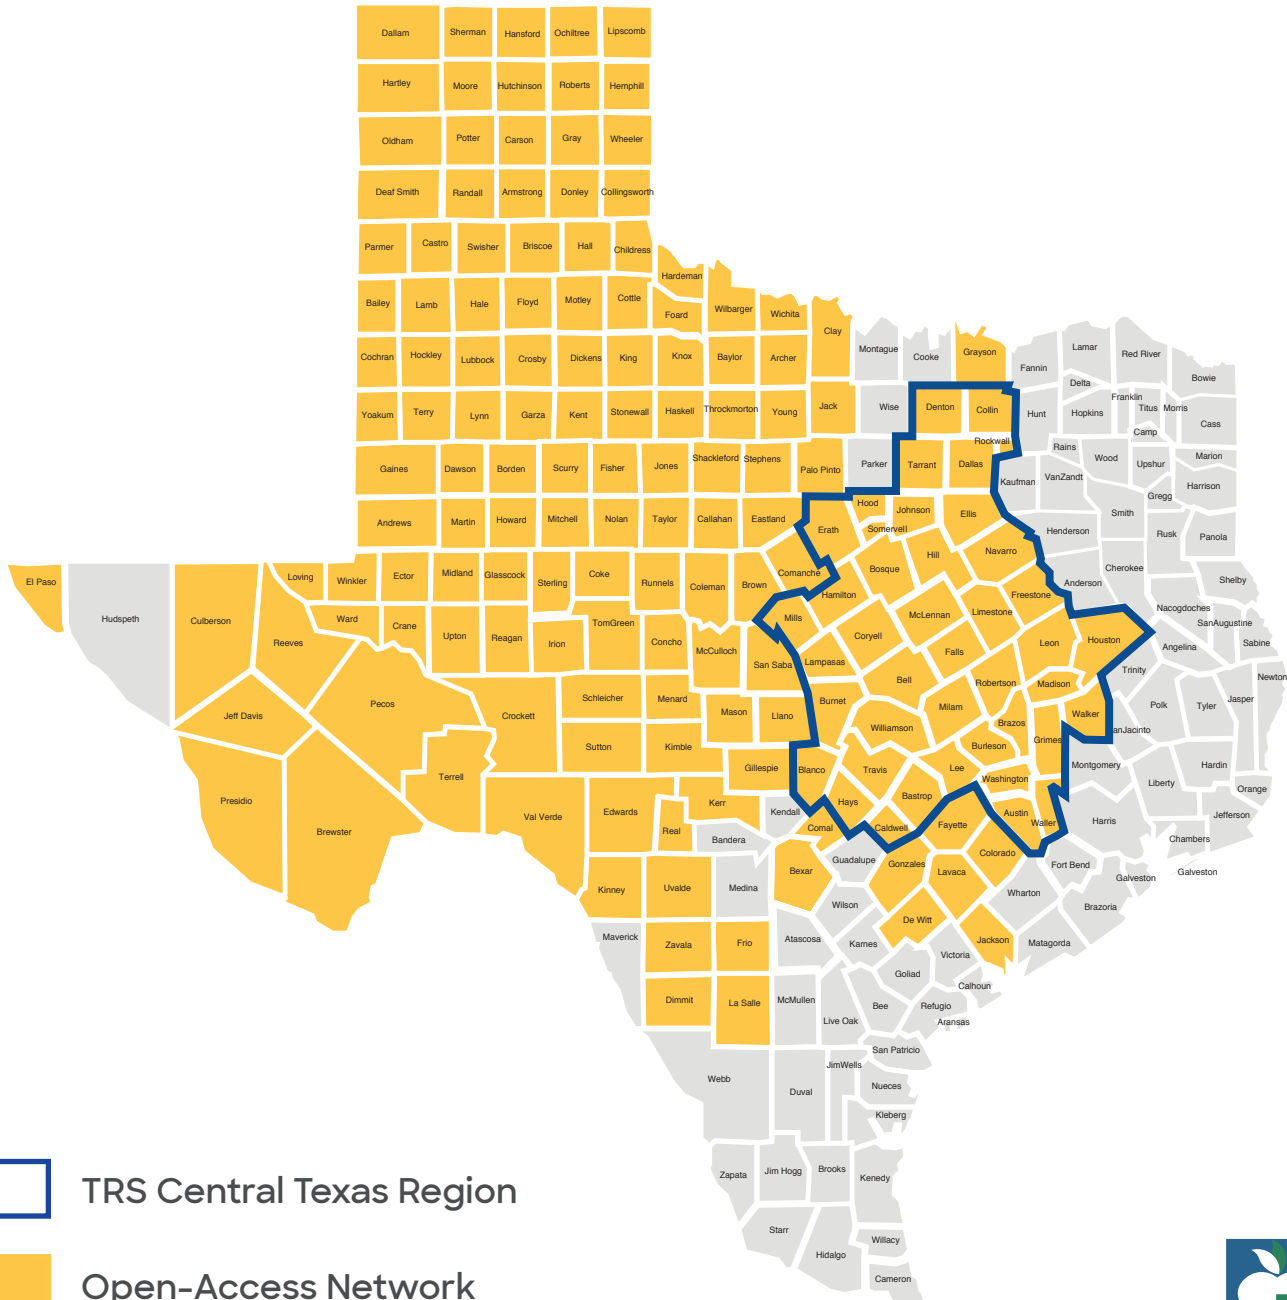 Dallam Sherman Hansford Ochiltree Lipscomb
Hartley Moore Hutchinson Roberts Hemphill
Oldham Potter Carson Gray Wheeler
Deaf Smith Randall Armstrong Donley Collingsworth
Parmer Castro Swisher Briscoe Hall Childress
Hardeman
Bailey Lamb Hale Floyd Motley Cottle Foard Wilbarger Wichita Clay
Cochran Hockley Lubbock Crosby Dickens King Knox Baylor Archer Montague Cooke Grayson Fannin Lamar Red River Bowie
Delta Franklin Titus Morris
Yoakum Terry Lynn Garza Kent Stonewall Haskell Throckmorton Young Jack Wise Denton Collin Hunt Hopkins Camp Cass
Rockwall Rains Wood Upshur Marion
Gaines Dawson Borden Scurry Fisher Jones Shackleford Stephens Palo Pinto Parker Tarrant Dallas Kaufman VanZandt Gregg Harrison
Andrews Martin Howard Mitchell Nolan Taylor Callahan Eastland Erath Hood Somervell Johnson Ellis Henderson Smith Rusk Panola
El Paso Hudspeth Culberson Reeves Loving Winkler Ector Midland Glasscock Sterling Coke Runnels Coleman Brown Comanche Hamilton Bosque Hill Navarro Freestone Anderson Cherokee Shelby
Ward Crane Upton Reagan Irion TomGreen Concho McCulloch San Saba Mills Lampasas Coryell McLennan Limestone Falls Leon Houston Nacogdoches SanAugustine Sabine Angelina Trinity Newton
Jeff Davis Pecos Crockett Schleicher Menard Mason Llano Burnet Bell Milam Robertson Madison Walker Brazos Grimes anJacinto Polk Tyler Jasper
Terrell Sutton Kimble Gillespie Blanco Williamson Travis Lee Burleson Washington Montgomery Liberty Hardin Orange
Presidio Brewster Val Verde Edwards Real Kerr Kendall Bandera Hays Comal Caldwell Bastrop Fayette Austin Waller Harris Jefferson Chambers
Kinney Uvalde Medina Bexar Guadalupe Gonzales Lavaca Colorado Wharton Fort Bend Galveston Galveston Brazoria
Maverick Zavala Frio Atascosa Wilson Karnes De Witt Victoria Jackson Matagorda
Dimmit La Salle McMullen Live Oak Bee Goliad Refugio Calhoun Aransas
Webb Duval JimWells San Patricio Nueces Kleberg
Zapata Jim Hogg Brooks Kenedy
Starr Hidalgo Willacy Cameron
TRS Central Texas Region
Open-Access Network